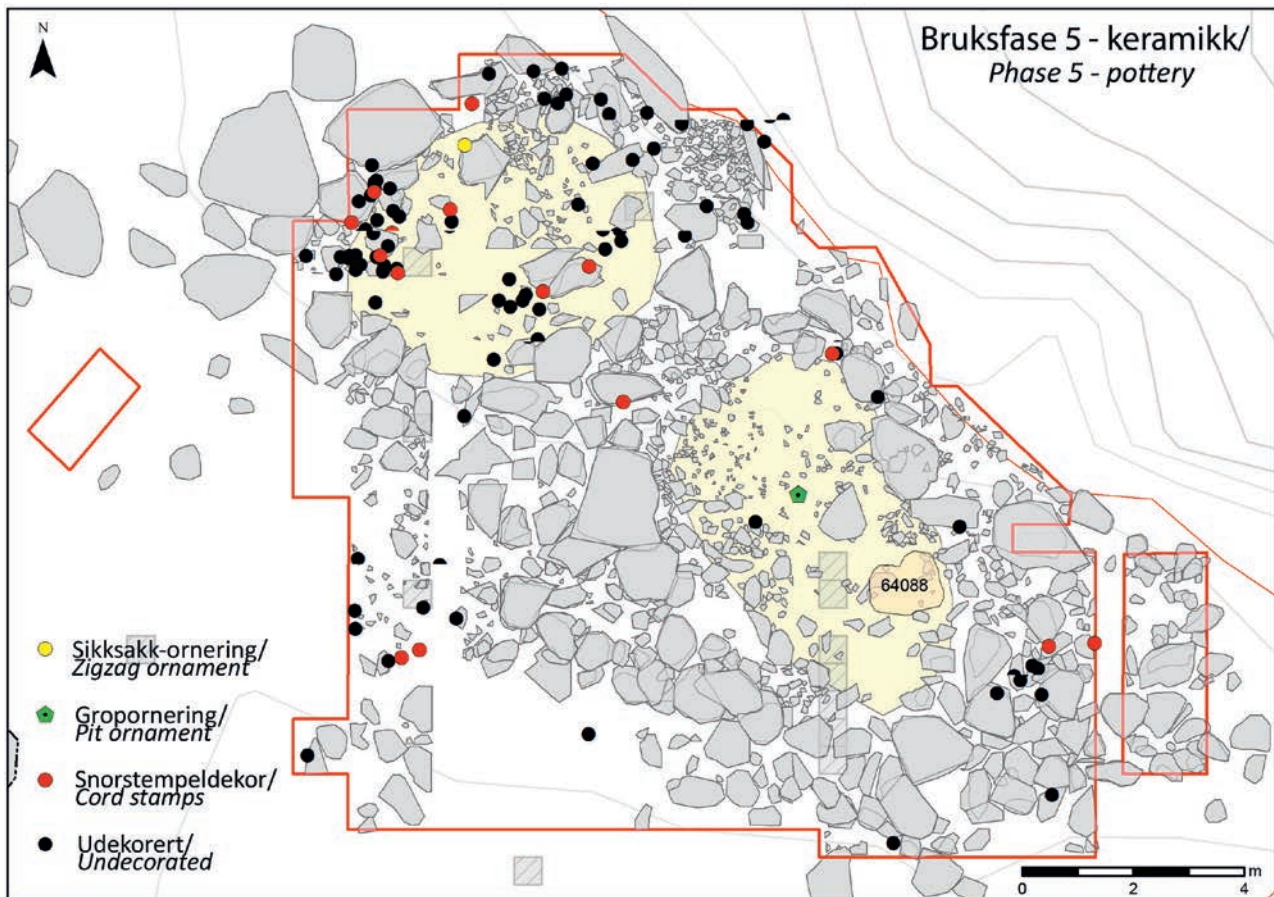 N
Bruksfase 5 - keramikk/
Phase 5 - pottery
64088
Sikksakk-ornering/
Zigzag ornament
Gropornering/
Pit ornament
Snorstempeldekor/
Cord stamps
Udekorert/
Undecorated
m
0 2 4